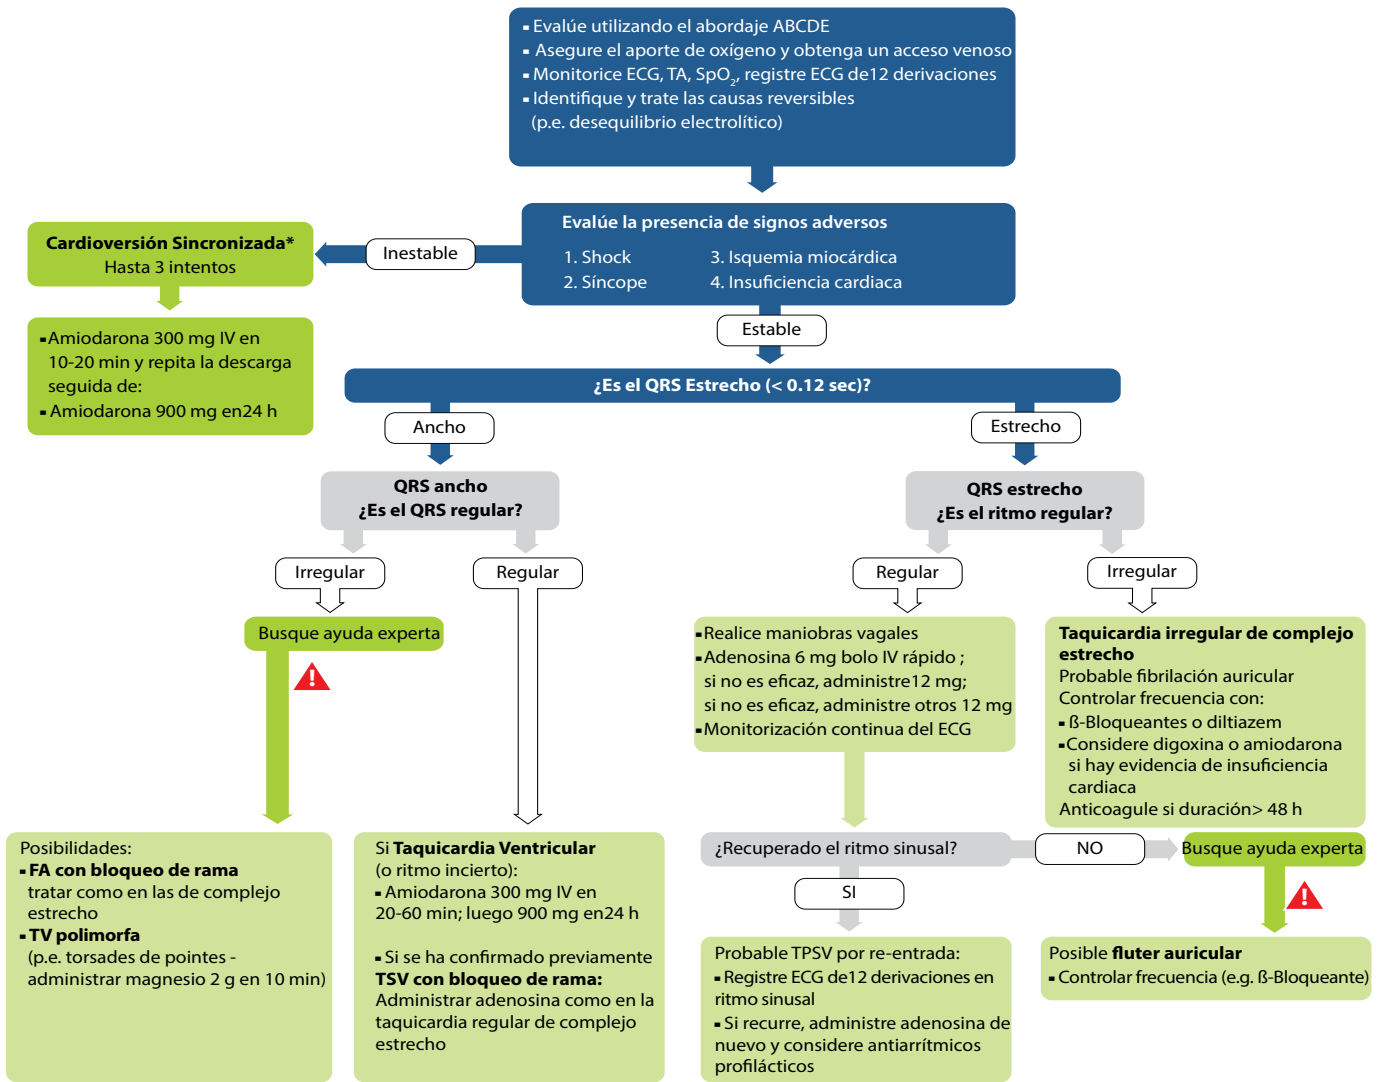 ▪ Evalúe utilizando el abordaje ABCDE
▪ Asegure el aporte de oxígeno y obtenga un acceso venoso
▪ Monitorice ECG, TA, SpO₂, registre ECG de12 derivaciones
▪ Identifique y trate las causas reversibles
(p.e. desequilibrio electrolítico)
Evalúe la presencia de signos adversos
1. Shock 3. Isquemia miocárdica
2. Síncope 4. Insuficiencia cardiaca
Inestable
Cardioversión Sincronizada*
Hasta 3 intentos
▪Amiodarona 300 mg IV en
10-20 min y repita la descarga
seguida de:
▪ Amiodarona 900 mg en24 h
Estable
¿Es el QRS Estrecho (< 0.12 sec)?
Ancho
Estrecho
QRS ancho
¿Es el QRS regular?
QRS estrecho
¿Es el ritmo regular?
Irregular
Regular
Regular
Irregular
Busque ayuda experta
!
▪Realice maniobras vagales
▪Adenosina 6 mg bolo IV rápido ;
si no es eficaz, administre12 mg;
si no es eficaz, administre otros 12 mg
▪Monitorización continua del ECG
Taquicardia irregular de complejo
estrecho
Probable fibrilación auricular
Controlar frecuencia con:
▪ ß-Bloqueantes o diltiazem
▪Considere digoxina o amiodarona
si hay evidencia de insuficiencia
cardiaca
Anticoagule si duración> 48 h
Posibilidades:
▪ FA con bloqueo de rama
tratar como en las de complejo
estrecho
▪ TV polimorfa
(p.e. torsades de pointes -
administrar magnesio 2 g en 10 min)
Si Taquicardia Ventricular
(o ritmo incierto):
▪ Amiodarona 300 mg IV en
20-60 min; luego 900 mg en24 h
▪ Si se ha confirmado previamente
TSV con bloqueo de rama:
Administrar adenosina como en la
taquicardia regular de complejo
estrecho
¿Recuperado el ritmo sinusal?
NO
Busque ayuda experta
!
SI
Probable TPSV por re-entrada:
▪ Registre ECG de12 derivaciones en
ritmo sinusal
▪ Si recurre, administre adenosina de
nuevo y considere antiarrítmicos
profilácticos
Posible fluter auricular
▪ Controlar frecuencia (e.g. ß-Bloqueante)